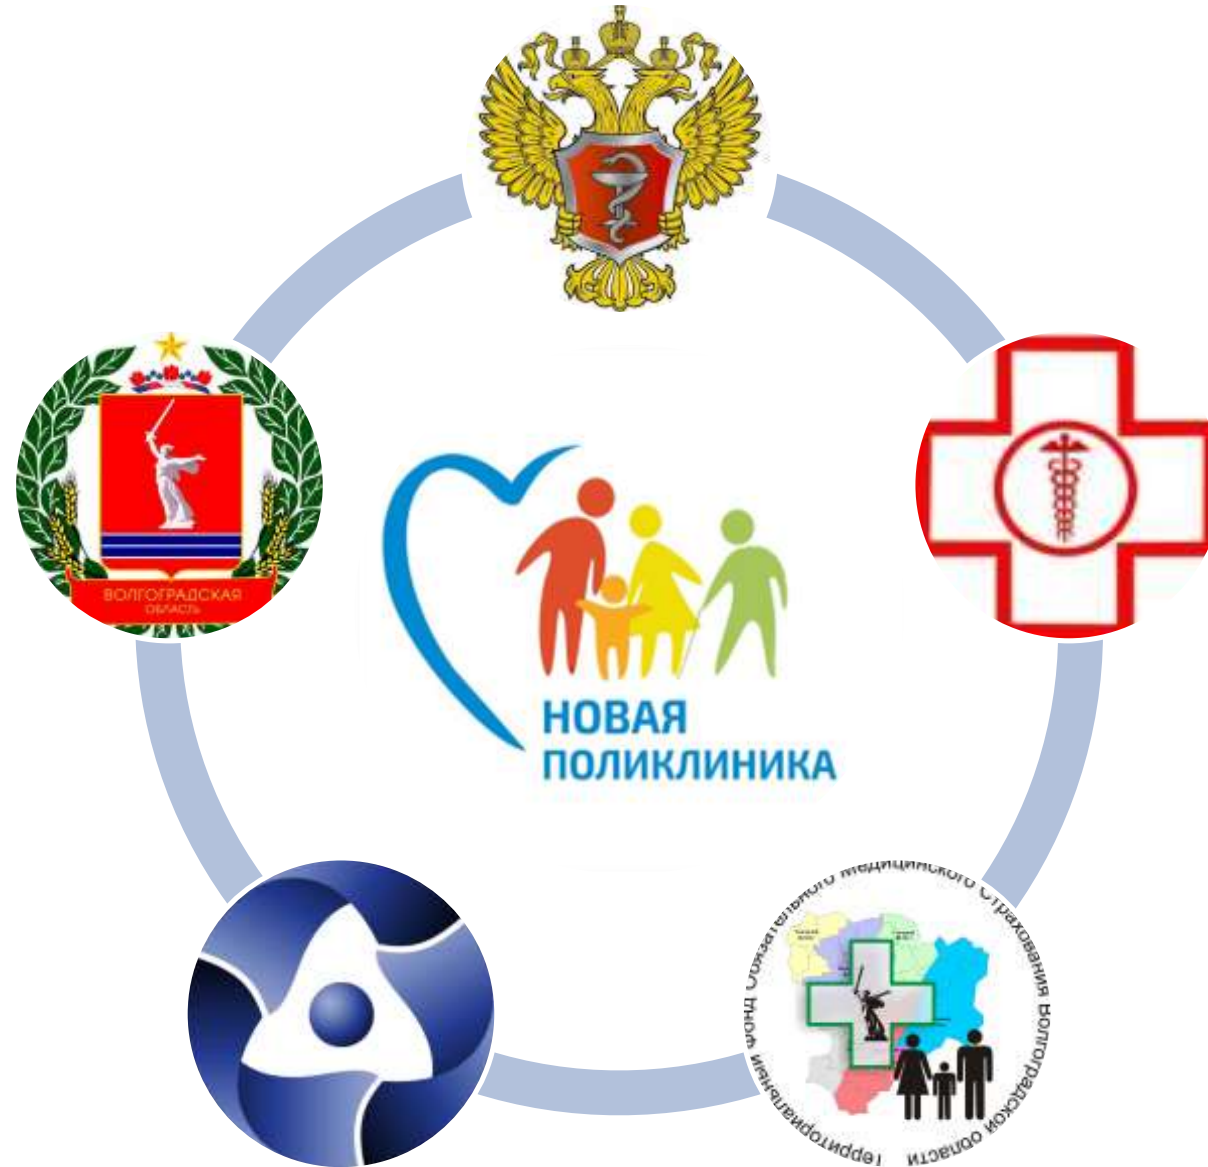 ВОЛГОГРАДСКАЯ
ОБЛАСТЬ
НОВАЯ
ПОЛИКЛИНИКА
Территориальный Фонд Обязательного Медицинского Страхования Волгоградской области